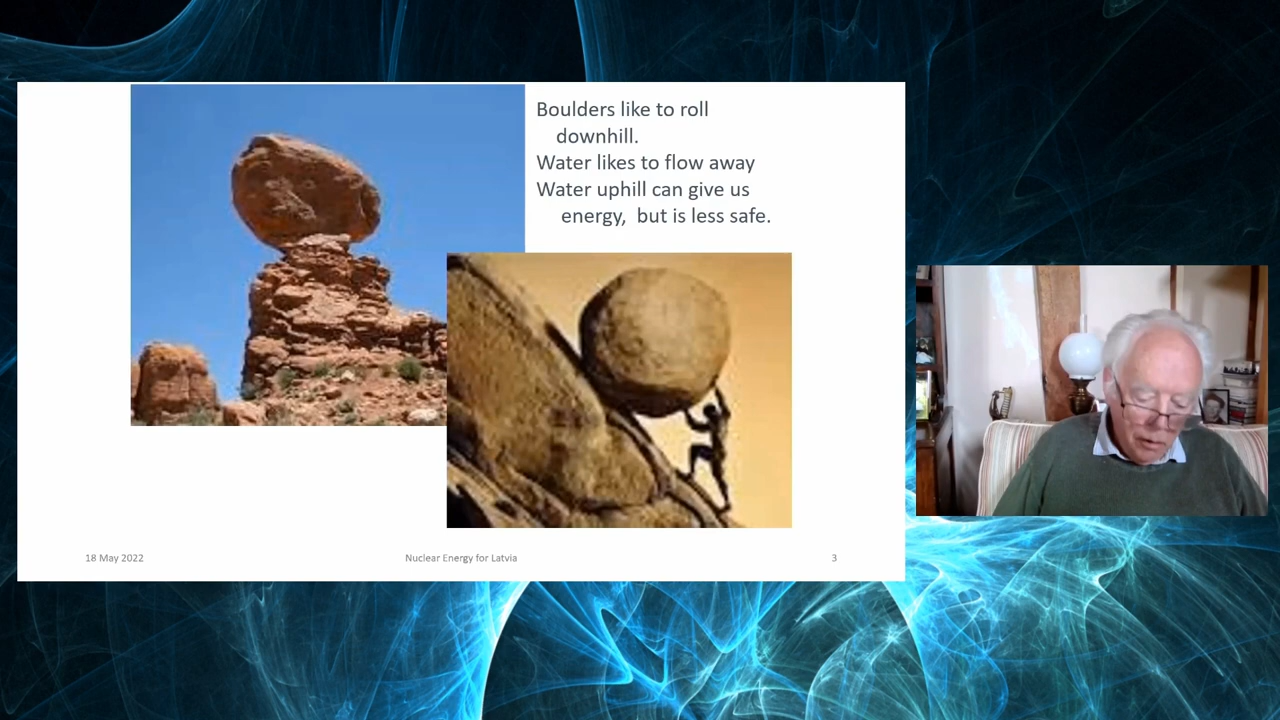 Boulders like to roll
downhill.
Water likes to flow away
Water uphill can give us
energy, but is less safe.
18 May 2022
Nuclear Energy for Latvia
3